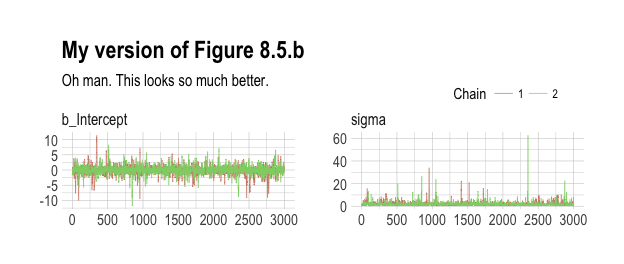 My version of Figure 8.5.b
Oh man. This looks so much better.
Chain 1 2
b_Intercept
10
5
0
-5
-10
0 500 1000 1500 2000 2500 3000
sigma
60
40
20
0
0 500 1000 1500 2000 2500 3000